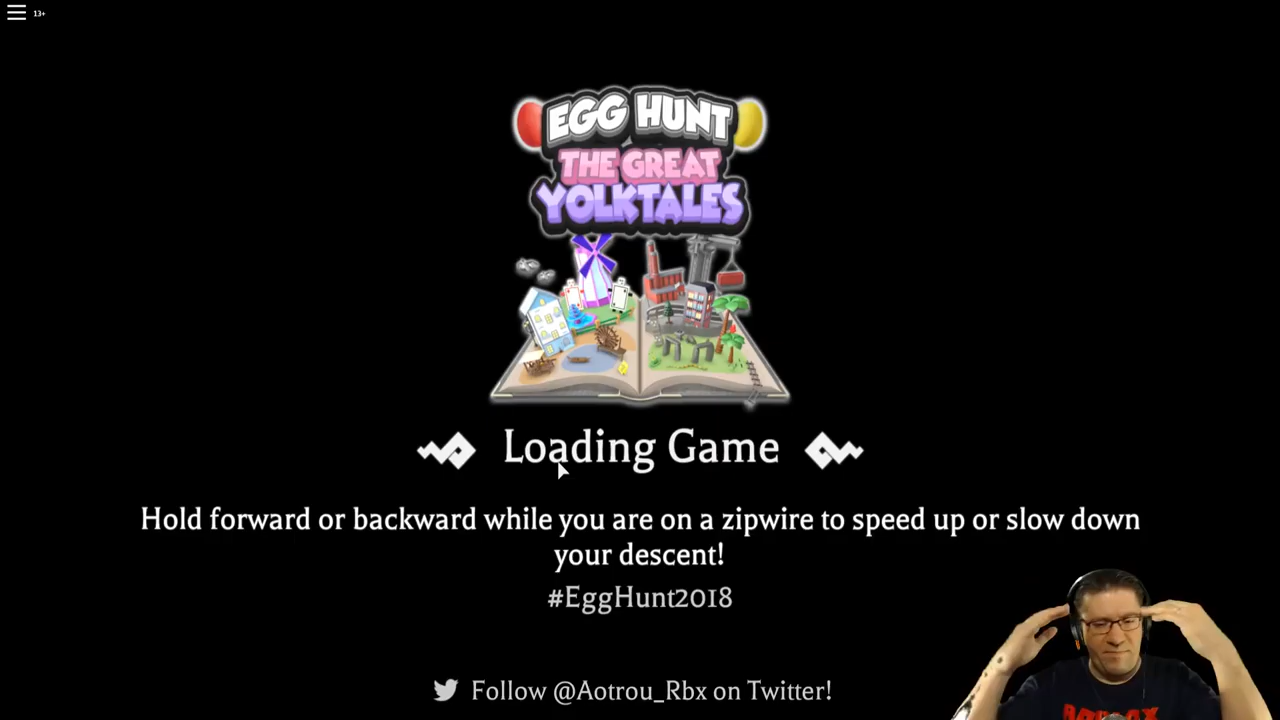 13+
EGG HUNT
THE GREAT
YOLKTALES
Loading Game
Hold forward or backward while you are on a zipwire to speed up or slow down
your descent!
#EggHunt2018
Follow @Aotrou_Rbx on Twitter!